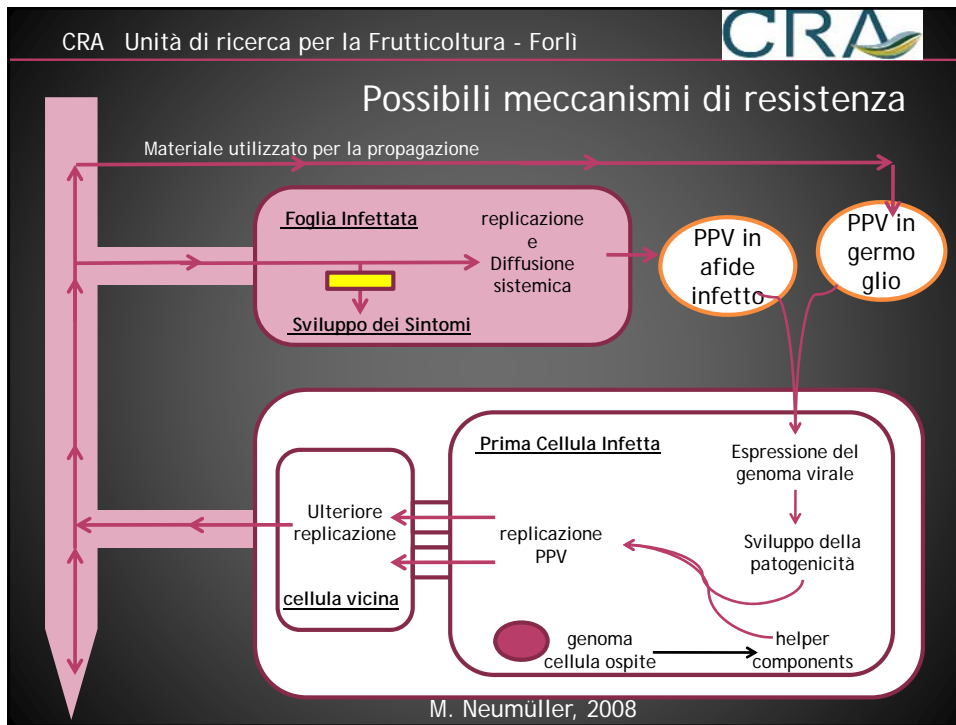 CRA Unità di ricerca per la Frutticoltura - Forlì
CRA
Possibili meccanismi di resistenza
Materiale utilizzato per la propagazione
Foglia Infettata
replicazione
e
Diffusione
sistemica
Sviluppo dei Sintomi
PPV in
afide
infetto
PPV in
germo
glio
Prima Cellula Infetta
Espressione del
genoma virale
Ulteriore
replicazione
replicazione
PPV
Sviluppo della
patogenicità
cellula vicina
genoma
cellula ospite
helper
components
M. Neumüller, 2008